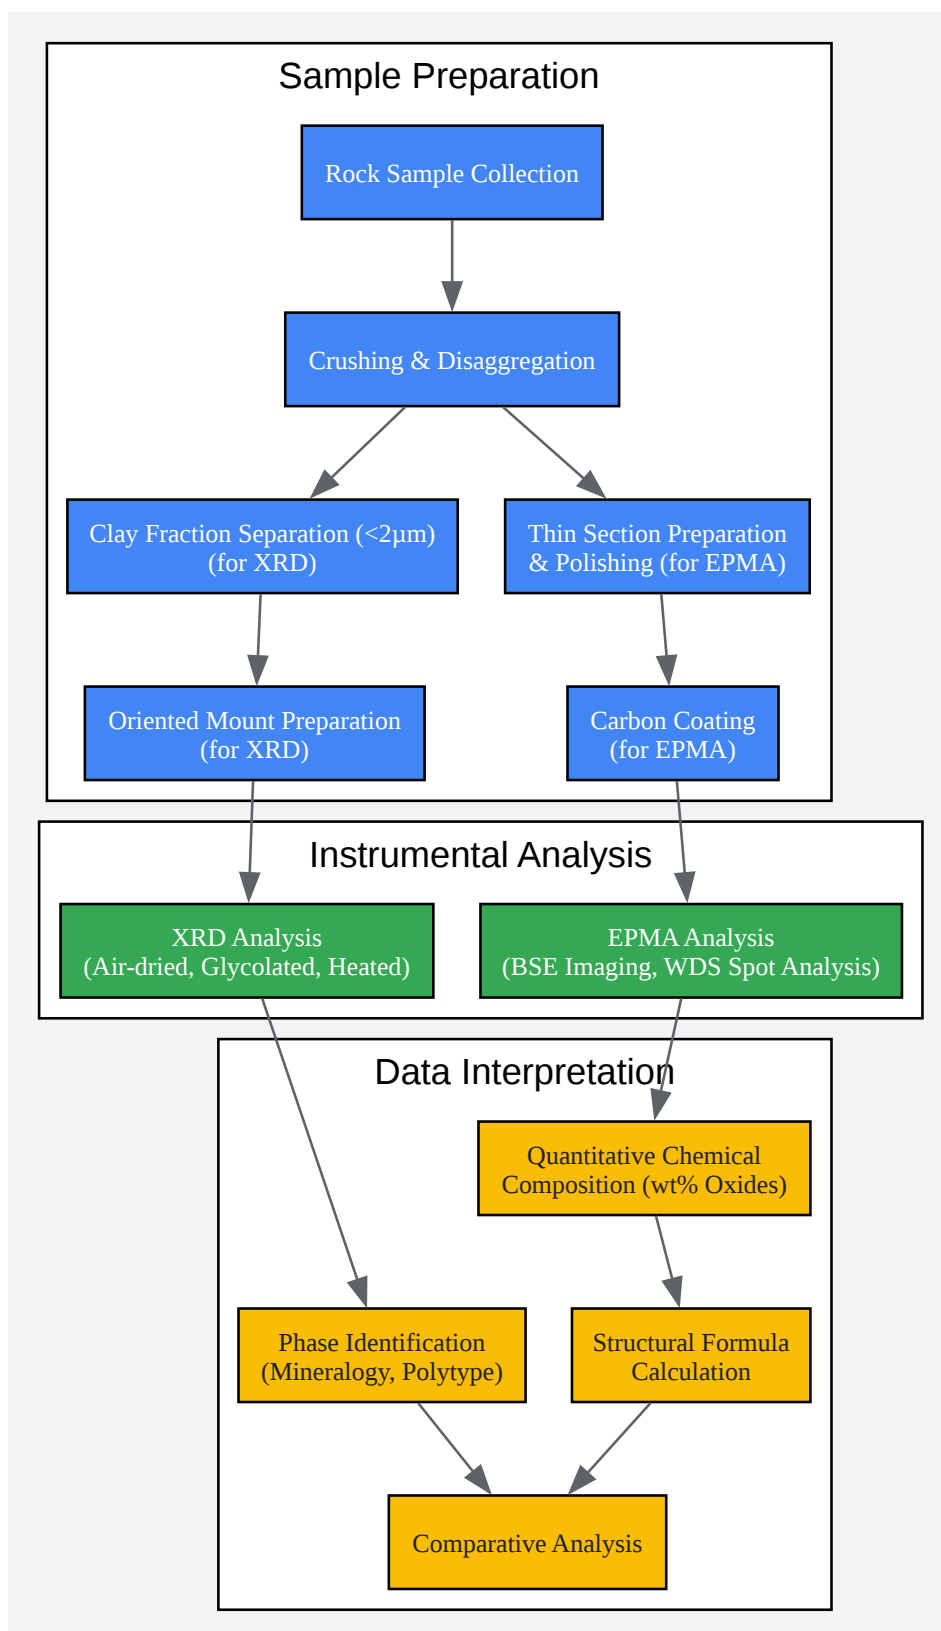 Sample Preparation
Rock Sample Collection
Crushing & Disaggregation
Clay Fraction Separation (<2µm)
(for XRD)
Thin Section Preparation
& Polishing (for EPMA)
Oriented Mount Preparation
(for XRD)
Carbon Coating
(for EPMA)
Instrumental Analysis
XRD Analysis
(Air-dried, Glycolated, Heated)
EPMA Analysis
(BSE Imaging, WDS Spot Analysis)
Data Interpretation
Quantitative Chemical
Composition (wt% Oxides)
Phase Identification
(Mineralogy, Polytype)
Structural Formula
Calculation
Comparative Analysis